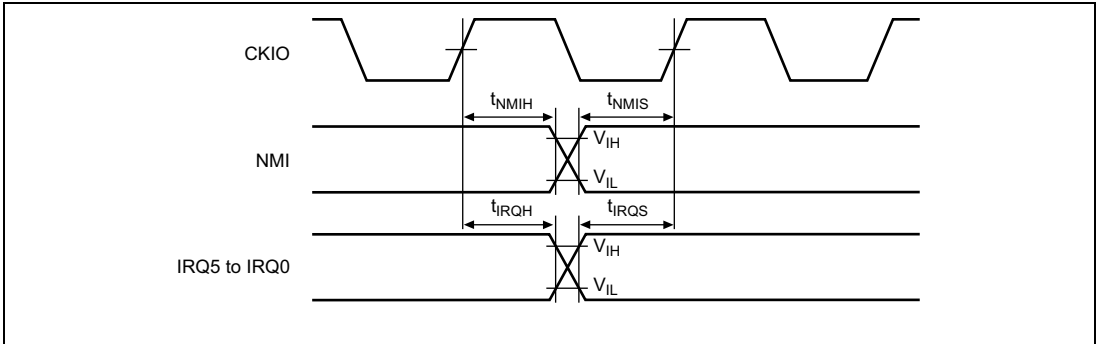 CKIO
tNMIH tNMIS
VIH
NMI
VIL
tIRQH tIRQS
VIH
IRQ5 to IRQ0
VIL